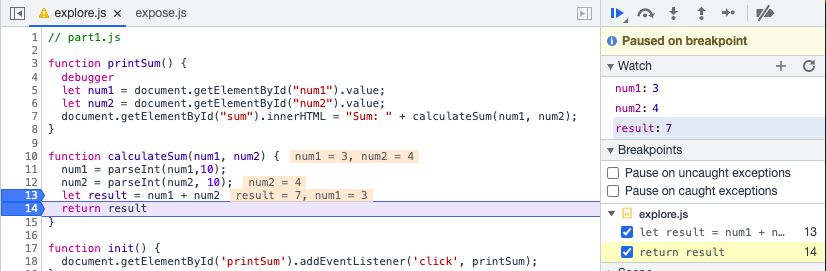 explore.js × expose.js
1 // part1.js
2
3 function printSum() {
4 debugger
5 let num1 = document.getElementById("num1").value;
6 let num2 = document.getElementById("num2").value;
7 document.getElementById("sum").innerHTML = "Sum: " + calculateSum(num1, num2);
8 }
9
10 function calculateSum(num1, num2) { num1 = 3, num2 = 4
11 num1 = parseInt(num1,10);
12 num2 = parseInt(num2, 10); num2 = 4
13 let result = num1 + num2 result = 7, num1 = 3
14 return result
15 }
16
17 function init() {
18 document.getElementById('printSum').addEventListener('click', printSum);
Paused on breakpoint
Watch
num1: 3
num2: 4
result: 7
Breakpoints
Pause on uncaught exceptions
Pause on caught exceptions
explore.js
let result = num1 + n… 13
return result 14